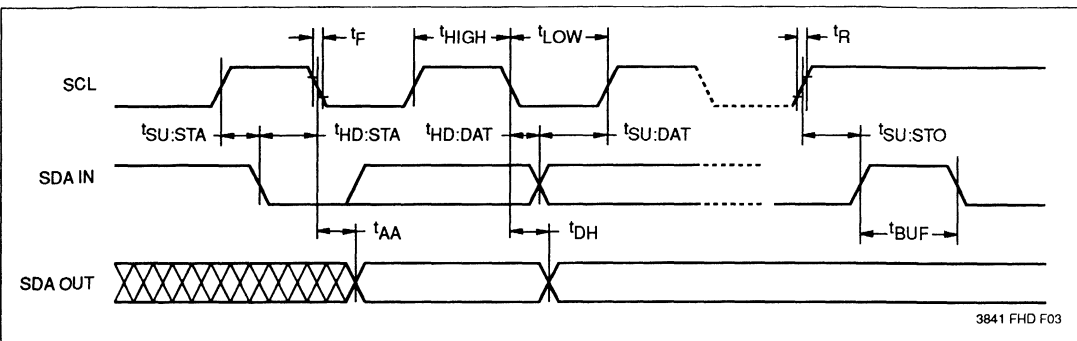 tF tHIGH tLOW tR
SCL
tSU:STA tHD:STA tHD:DAT tSU:DAT tSU:STO
SDA IN
tAA tDH tBUF
SDA OUT
3841 FHD F03